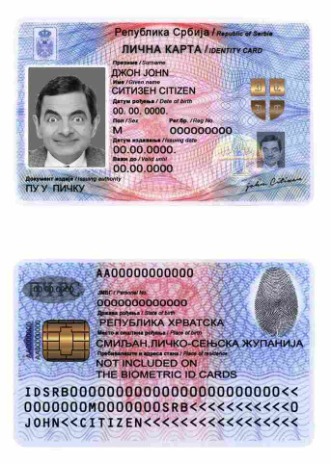 Република Србија / Republic of Serbia
ЛИЧНА КАРТА / IDENTITY CARD
Презиме / Surname
ЏОН JOHN
Име / Given name
СИТИЗЕН CITIZEN
Датум рођења / Date of birth
00. 00, 0000.
Пол / Sex Рег.бр. / Reg No.
M 000000000
Датум издавања / Issuing date
00.00.0000.
Важи до / Valid until
00.00.0000
Документ издаје / Issuing authority
ПУ У ПИЧКУ
John Citizen
AA00000000000
ЈМБГ / Personal No.
0000000000000
Држава рођења / State of birth
РЕПУБЛИКА ХРВАТСКА
Место и општина рођења / Place of birth
СМИЉАН,ЛИЧКО-СЕЊСКА ЖУПАНИЈА
Пребивалиште и адреса стана / Place of residence
NOT INCLUDED ON
THE BIOMETRIC ID CARDS
IDSRB0000000000000000000000000<<
0000000M0000000SRB<<<<<<<<<<<0
JOHN<<CITIZEN<<<<<<<<<<<<<<<<<